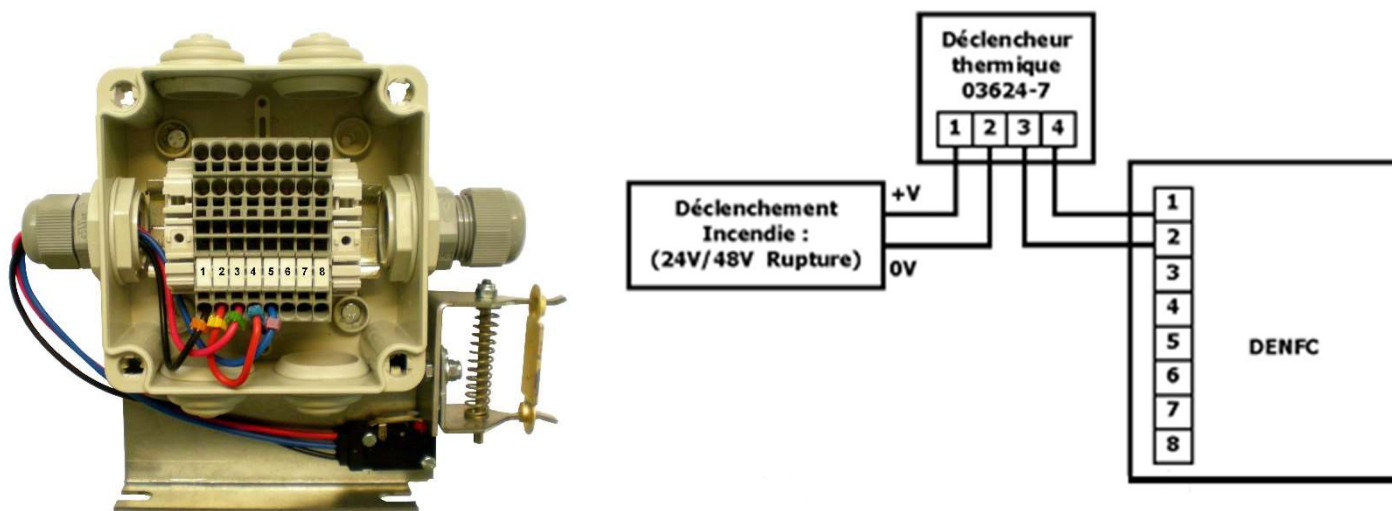 1 2 3 4 5 6 7 8
Déclencheur
thermique
03624-7
1 2 3 4
Déclenchement
Incendie :
(24V/48V Rupture)
+V
0V
1
2
3
4
5
6
7
8
DENFC